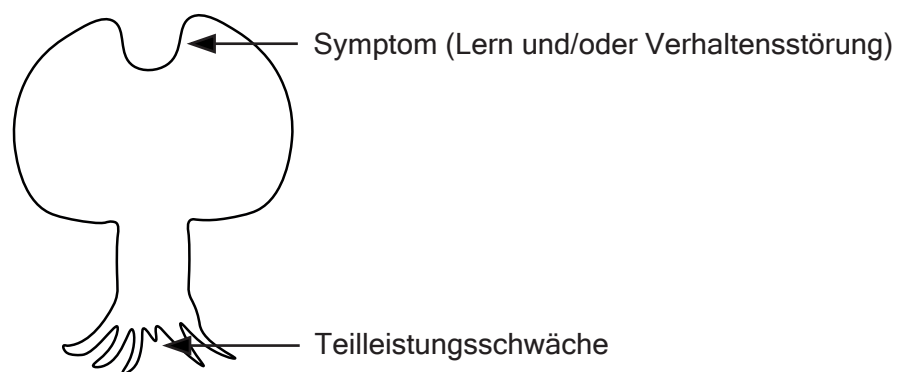 Symptom (Lern und/oder Verhaltensstörung)
Teilleistungsschwäche